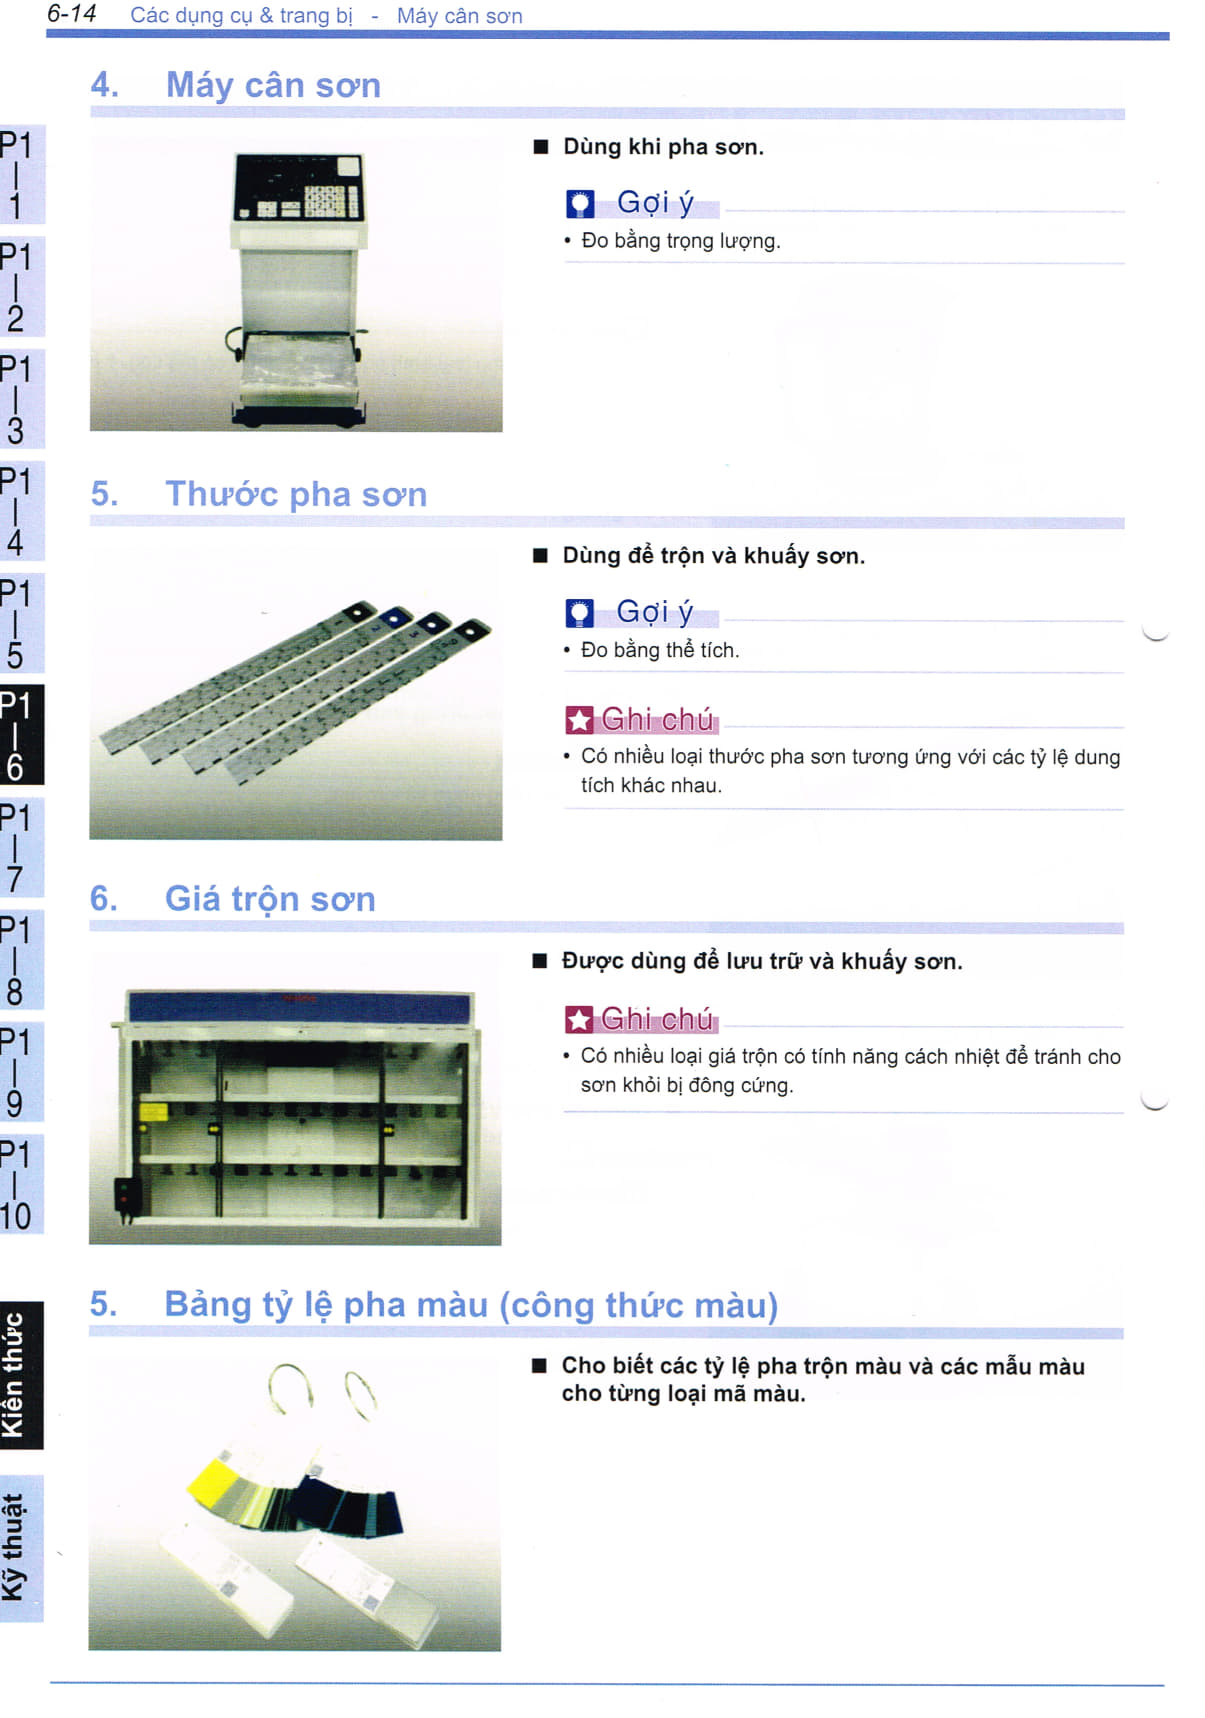 6-14 Các dụng cụ & trang bị - Máy cân sơn
4. Máy cân sơn
■ Dùng khi pha sơn.
Gợi ý
• Đo bằng trọng lượng.
5. Thước pha sơn
■ Dùng để trộn và khuấy sơn.
Gợi ý
• Đo bằng thể tích.
Ghi chú
• Có nhiều loại thước pha sơn tương ứng với các tỷ lệ dung
tích khác nhau.
6. Giá trộn sơn
■ Được dùng để lưu trữ và khuấy sơn.
Ghi chú
• Có nhiều loại giá trộn có tính năng cách nhiệt để tránh cho
sơn khỏi bị đông cứng.
5. Bảng tỷ lệ pha màu (công thức màu)
■ Cho biết các tỷ lệ pha trộn màu và các mẫu màu
cho từng loại mã màu.
P1
|
1
P1
|
2
P1
|
3
P1
|
4
P1
|
5
P1
|
6
P1
|
7
P1
|
8
P1
|
9
P1
|
10
Kiến thức
Kỹ thuật